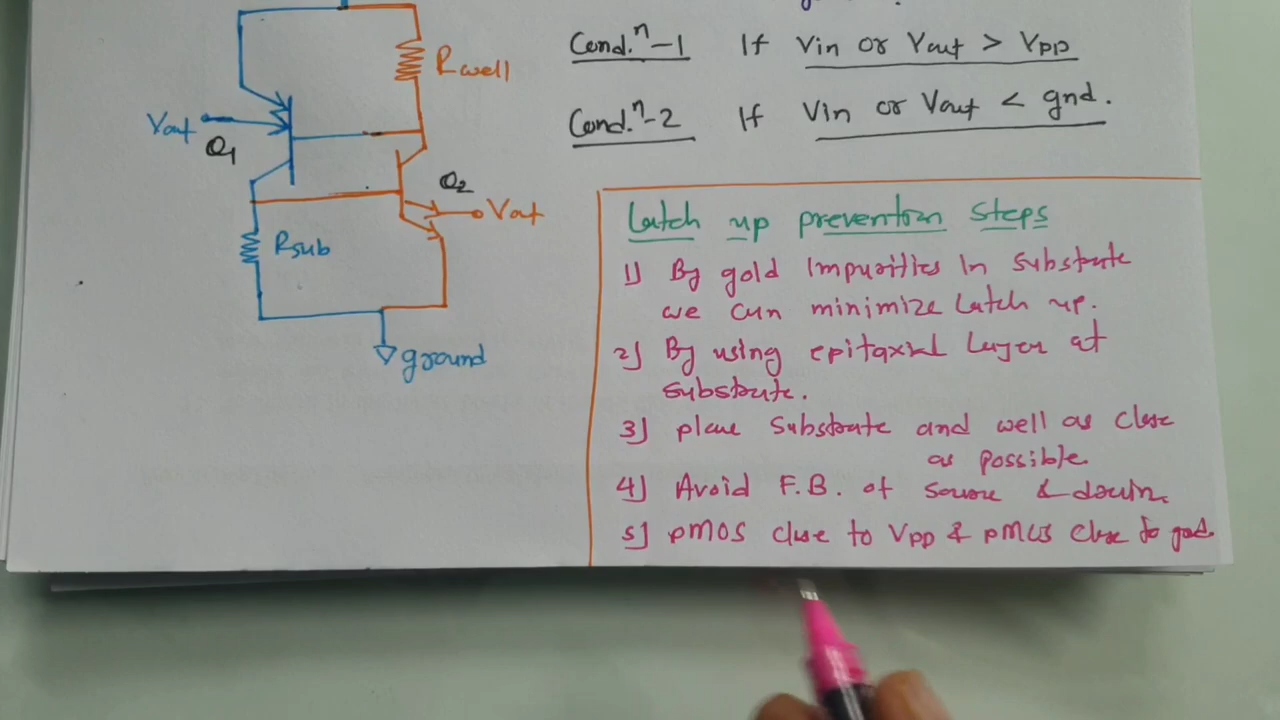 Rwell
Vout
Q1
Q2
Vout
Rsub
ground
Cond.n-1 If Vin or Vout > VDD
Cond.n-2 If Vin or Vout < gnd.
Latch up prevention steps
1) By gold Impurities In substrate
we can minimize Latch up.
2) By using epitaxial Layer at
substrate.
3) place substrate and well as close
as possible.
4) Avoid F.B. of source & drain.
5) pMOS close to VDD & pMOS close to gnd.